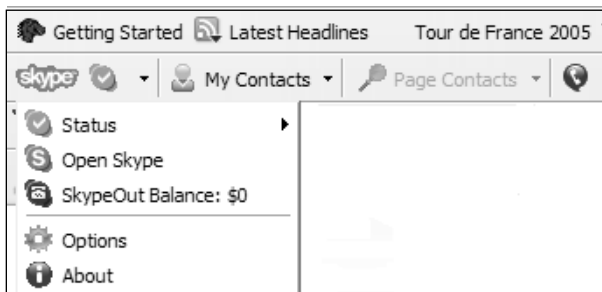 Getting Started Latest Headlines Tour de France 2005
skype My Contacts Page Contacts
Status
Open Skype
SkypeOut Balance: $0
Options
About